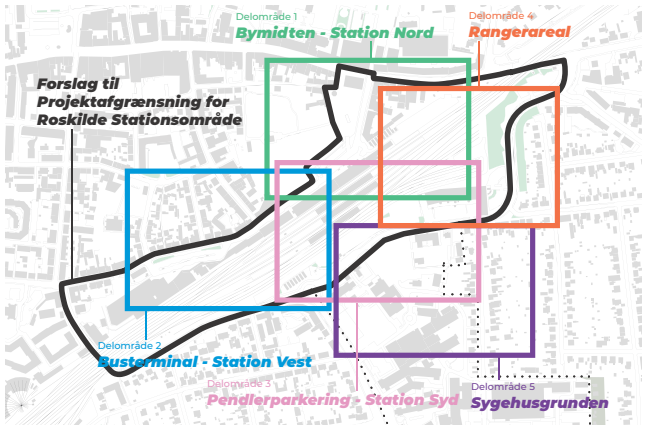 Delområde 1
Bymidten - Station Nord
Delområde 4
Rangerareal
Forslag til
Projektafgrænsning for
Roskilde Stationsområde
Delområde 2
Busterminal - Station Vest
Delområde 3
Pendlerparkering - Station Syd
Delområde 5
Sygehusgrunden